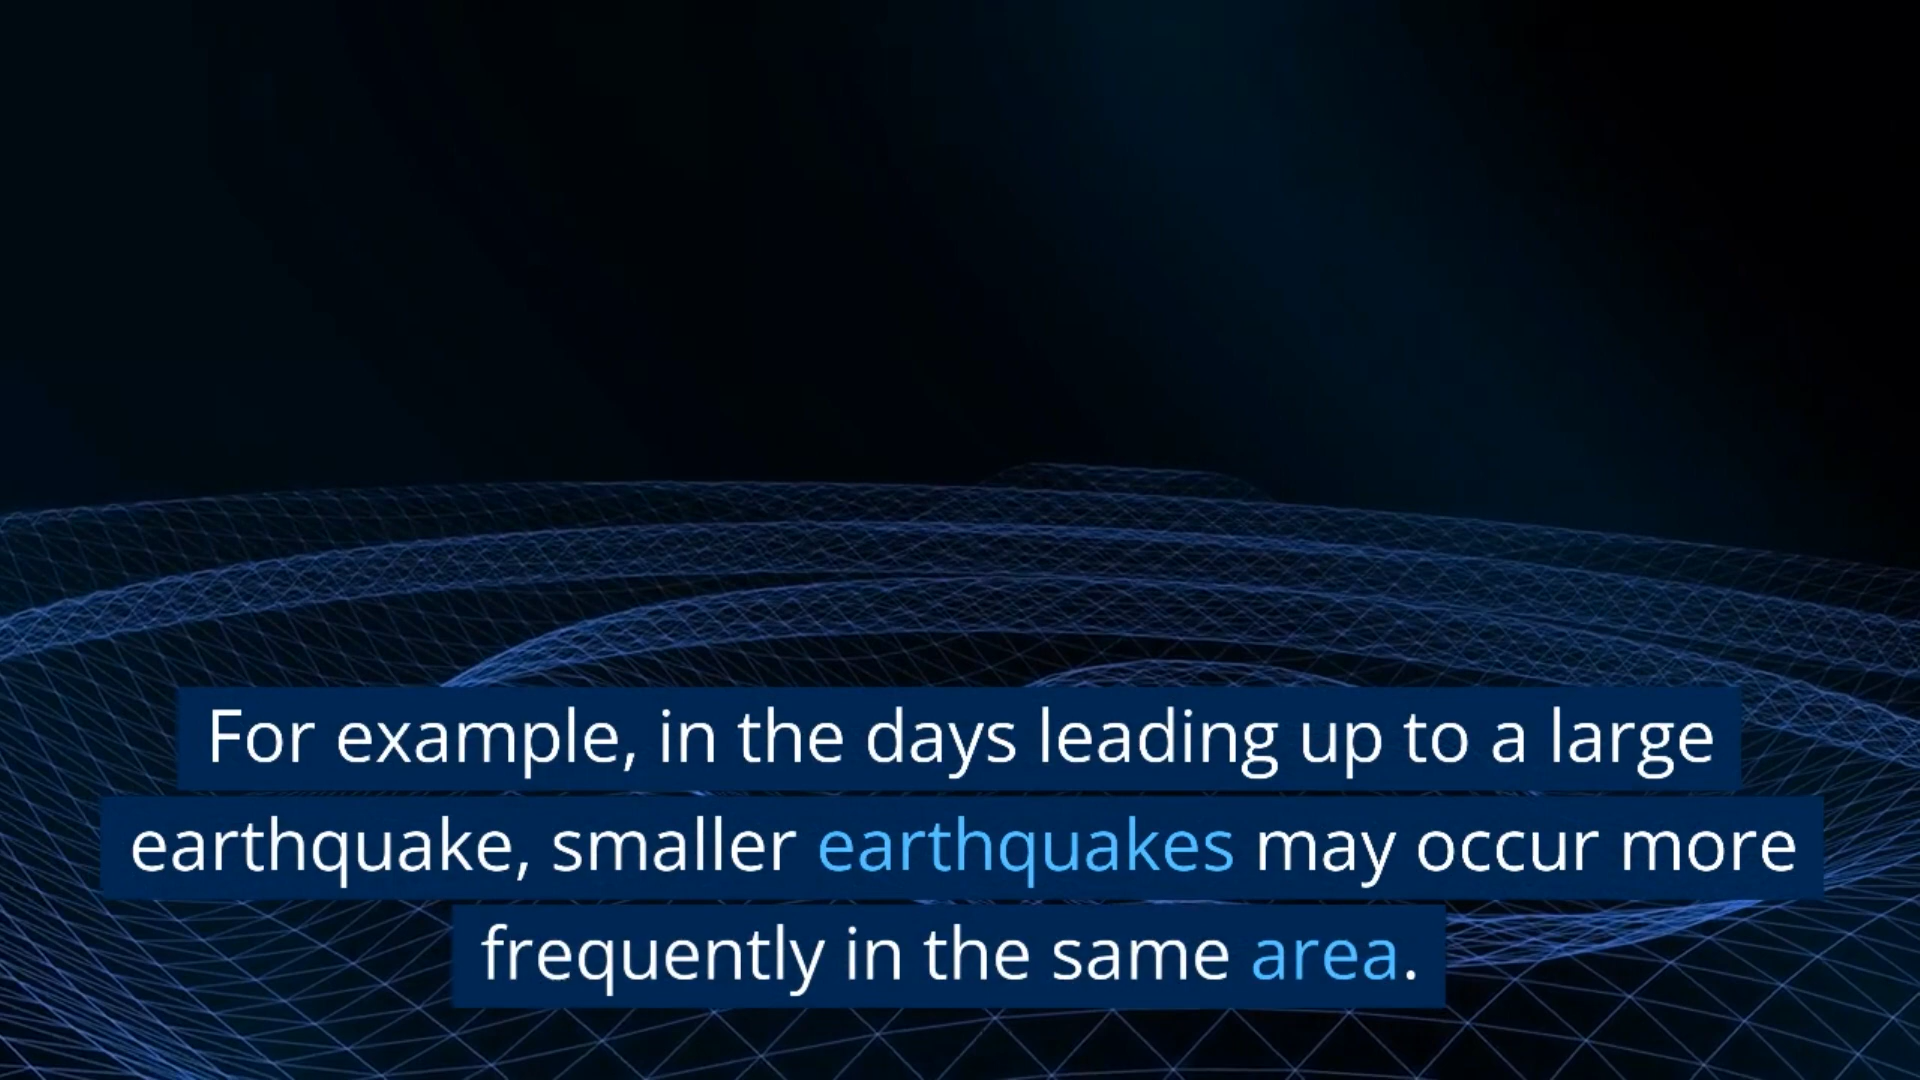 For example, in the days leading up to a large
earthquake, smaller earthquakes may occur more
frequently in the same area.